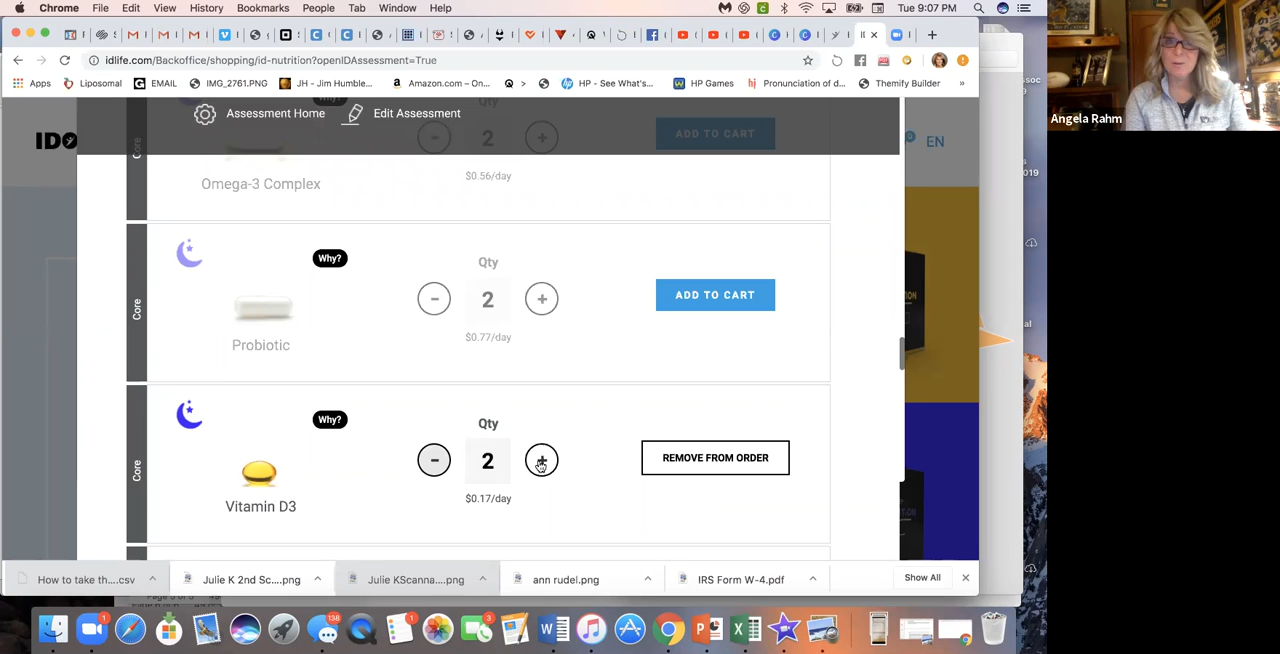 Chrome File Edit View History Bookmarks People Tab Window Help
Tue 9:07 PM
idlife.com/Backoffice/shopping/id-nutrition?openIDAssessment=True
Apps Liposomal EMAIL IMG_2761.PNG JH - Jim Humble... Amazon.com – On... Q > HP - See What's... HP Games Pronunciation of d... Themify Builder »
Angela Rahm
Assessment Home Edit Assessment
EN
Core
Omega-3 Complex
2
ADD TO CART
$0.56/day
Core
Why?
Probiotic
Qty
- 2 +
$0.77/day
ADD TO CART
Core
Why?
Vitamin D3
Qty
- 2 +
$0.17/day
REMOVE FROM ORDER
How to take th....csv Julie K 2nd Sc....png Julie KScanna....png ann rudel.png IRS Form W-4.pdf Show All